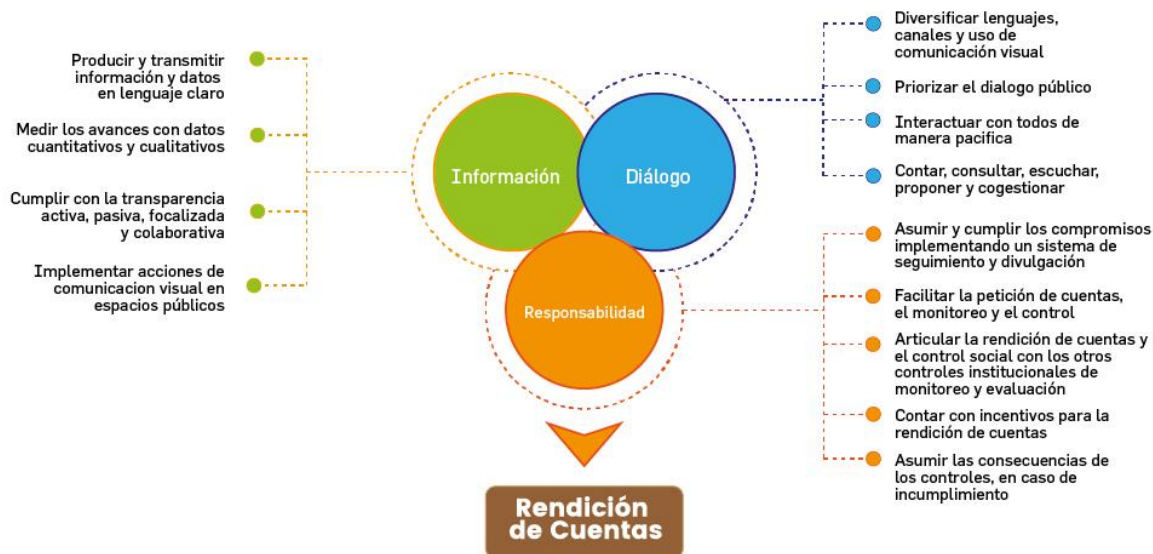 Producir y transmitir
información y datos
en lenguaje claro
Medir los avances con datos
cuantitativos y cualitativos
Cumplir con la transparencia
activa, pasiva, focalizada
y colaborativa
Implementar acciones de
comunicacion visual en
espacios públicos
Información
Diálogo
Responsabilidad
Diversificar lenguajes,
canales y uso de
comunicación visual
Priorizar el dialogo público
Interactuar con todos de
manera pacifica
Contar, consultar, escuchar,
proponer y cogestionar
Asumir y cumplir los compromisos
implementando un sistema de
seguimiento y divulgación
Facilitar la petición de cuentas,
el monitoreo y el control
Articular la rendición de cuentas y
el control social con los otros
controles institucionales de
monitoreo y evaluación
Contar con incentivos para la
rendición de cuentas
Asumir las consecuencias de
los controles, en caso de
incumplimiento
Rendición
de Cuentas